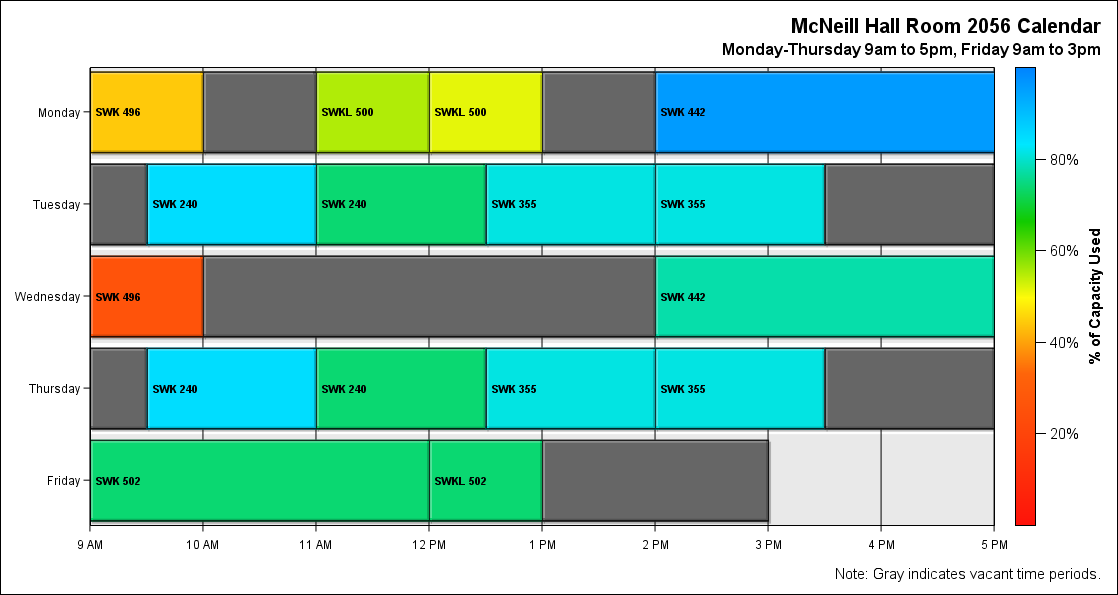 McNeill Hall Room 2056 Calendar
Monday-Thursday 9am to 5pm, Friday 9am to 3pm
Monday
SWK 496
SWKL 500
SWKL 500
SWK 442
Tuesday
SWK 240
SWK 240
SWK 355
SWK 355
Wednesday
SWK 496
SWK 442
Thursday
SWK 240
SWK 240
SWK 355
SWK 355
Friday
SWK 502
SWKL 502
9 AM
10 AM
11 AM
12 PM
1 PM
2 PM
3 PM
4 PM
5 PM
80%
60%
40%
20%
% of Capacity Used
Note: Gray indicates vacant time periods.